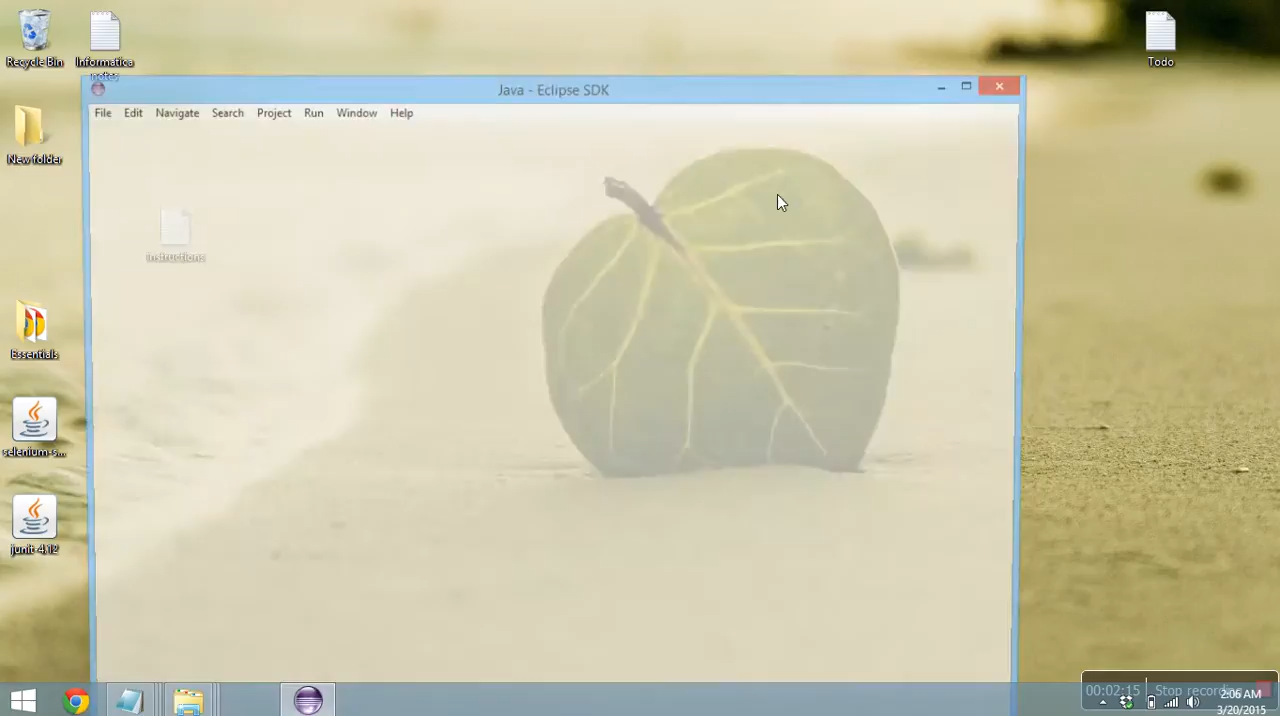 Recycle Bin
Informatica
notes
Todo
Java - Eclipse SDK
File Edit Navigate Search Project Run Window Help
New folder
Instructions
Essentials
selenium-s...
junit-4.12
00:02:15 Stop recording
2:06 AM
3/20/2015